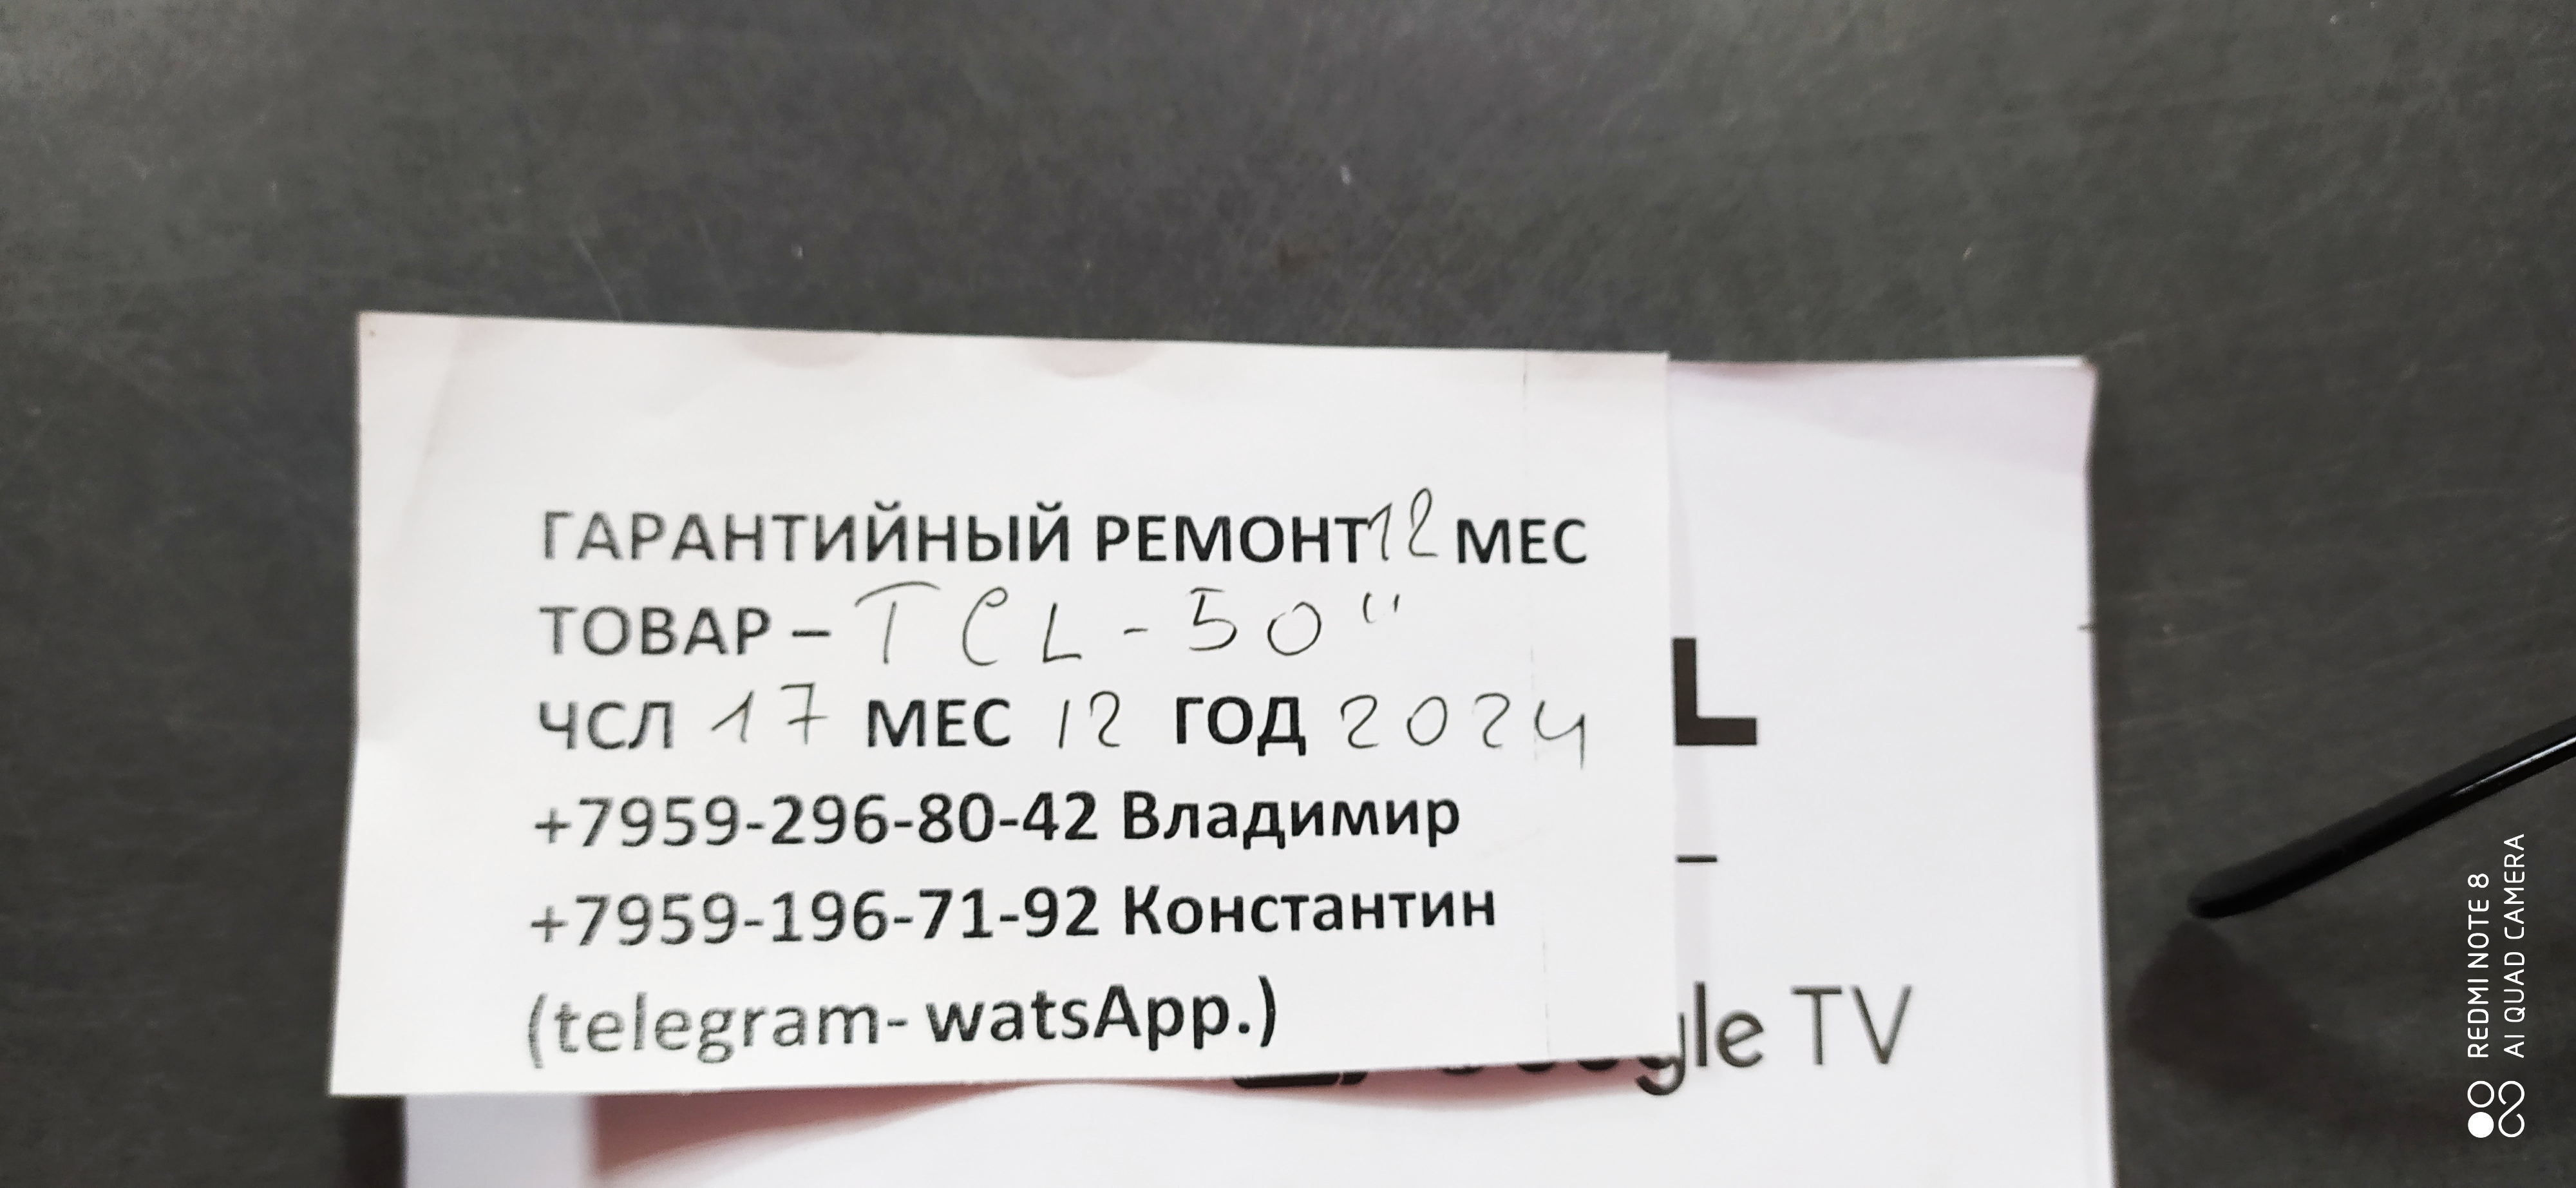 ГАРАНТИЙНЫЙ РЕМОНТ 12 МЕС
ТОВАР – TCL - 50"
ЧСЛ 17 МЕС 12 ГОД 2024
+7959-296-80-42 Владимир
+7959-196-71-92 Константин
(telegram- watsApp.)
L
gle TV
REDMI NOTE 8
AI QUAD CAMERA